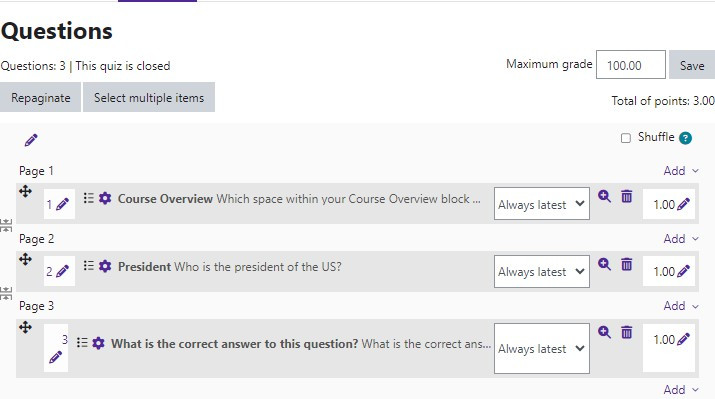 Questions
Questions: 3 | This quiz is closed
Maximum grade 100.00 Save
Repaginate Select multiple items
Total of points: 3.00
Shuffle ?
Page 1 Add
1 Course Overview Which space within your Course Overview block ... Always latest 1.00
Page 2 Add
2 President Who is the president of the US? Always latest 1.00
Page 3 Add
3 What is the correct answer to this question? What is the correct ans... Always latest 1.00
Add